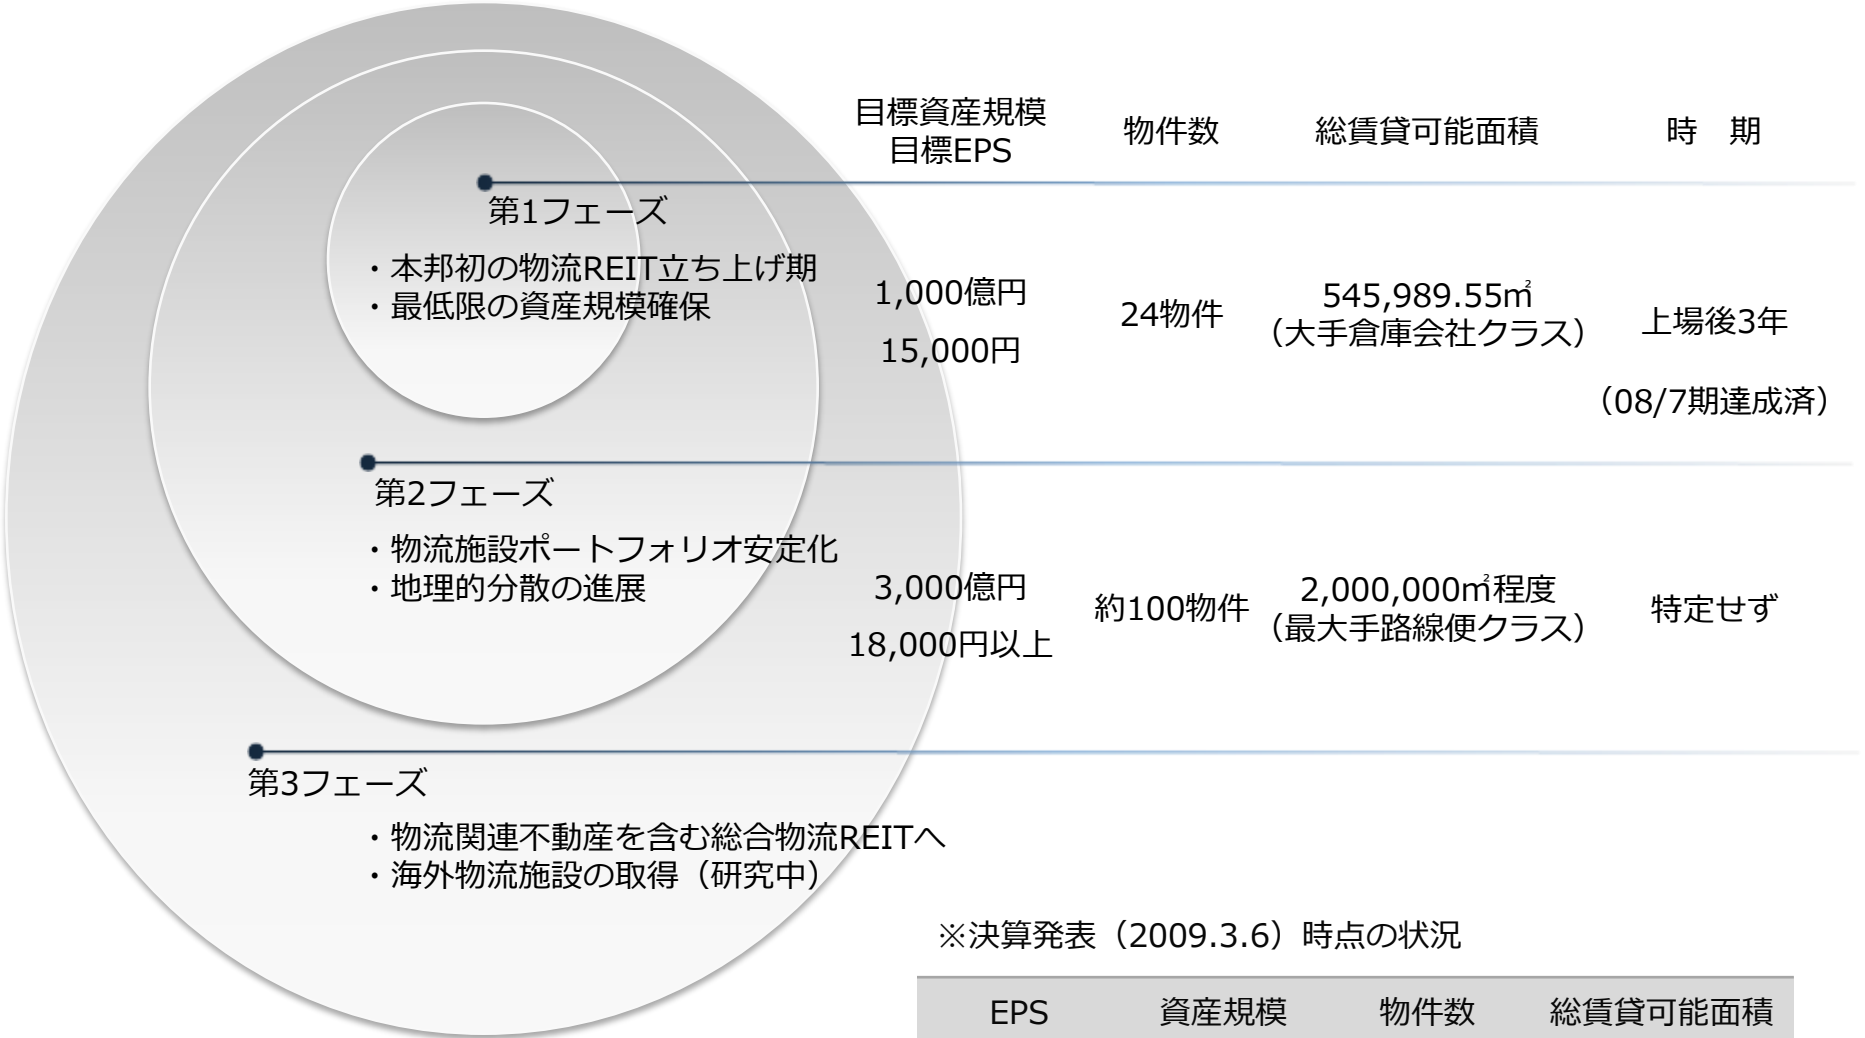 目標資産規模
目標EPS
物件数
総賃貸可能面積
時　期
第1フェーズ
・本邦初の物流REIT立ち上げ期
・最低限の資産規模確保
1,000億円
15,000円
24物件
545,989.55㎡
（大手倉庫会社クラス）
上場後3年
（08/7期達成済）
第2フェーズ
・物流施設ポートフォリオ安定化
・地理的分散の進展
3,000億円
18,000円以上
約100物件
2,000,000㎡程度
（最大手路線便クラス）
特定せず
第3フェーズ
・物流関連不動産を含む総合物流REITへ
・海外物流施設の取得（研究中）
※決算発表（2009.3.6）時点の状況
EPS 資産規模 物件数 総賃貸可能面積